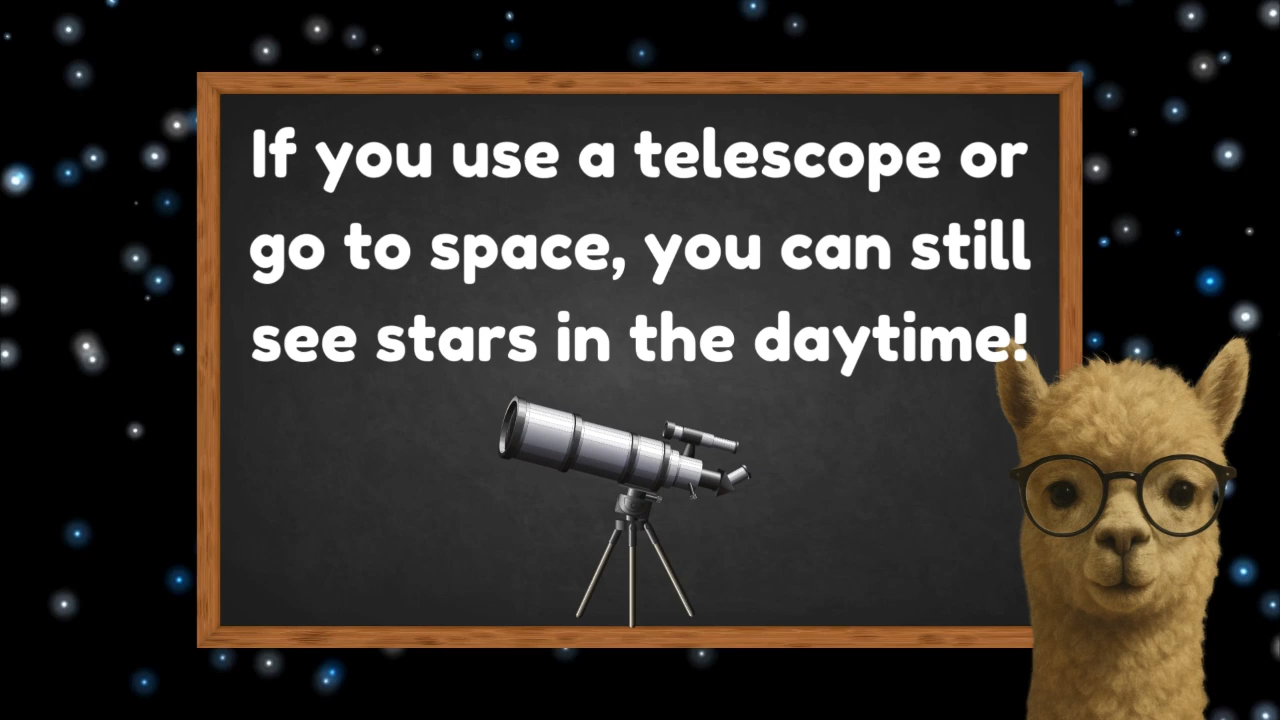 If you use a telescope or
go to space, you can still
see stars in the daytime!